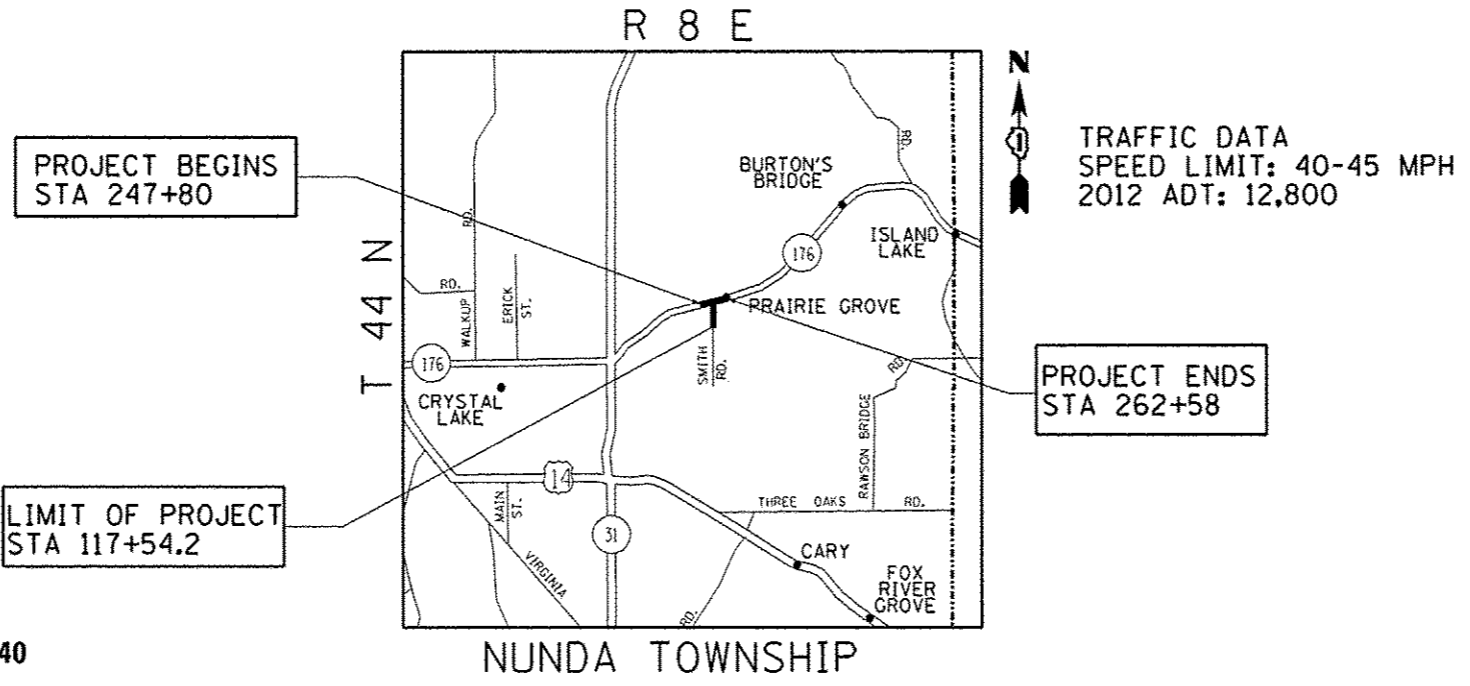 R 8 E
N
TRAFFIC DATA
SPEED LIMIT: 40-45 MPH
2012 ADT: 12,800
PROJECT BEGINS
STA 247+80
BURTON'S
BRIDGE
RD.
RD.
ISLAND
LAKE
176
T 44 N
RD.
WALKUP
ERICK
ST.
PRAIRIE GROVE
SMITH
RD.
176
CRYSTAL
LAKE
RD.
PROJECT ENDS
STA 262+58
RAWSON BRIDGE
14
MAIN
ST.
THREE OAKS RD.
LIMIT OF PROJECT
STA 117+54.2
31
VIRGINIA
CARY
FOX
RIVER
GROVE
RD.
40
NUNDA TOWNSHIP